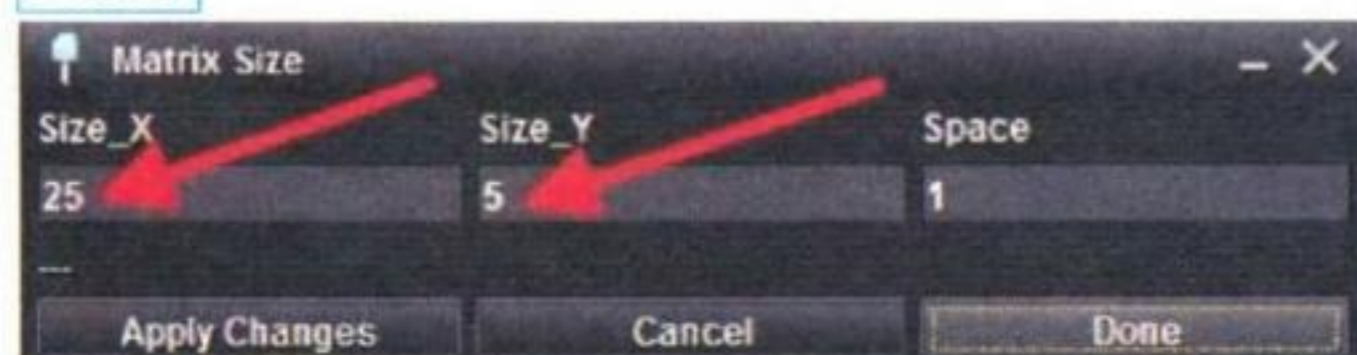 Matrix Size
Size_X Size_Y Space
25 5 1
---
Apply Changes Cancel Done